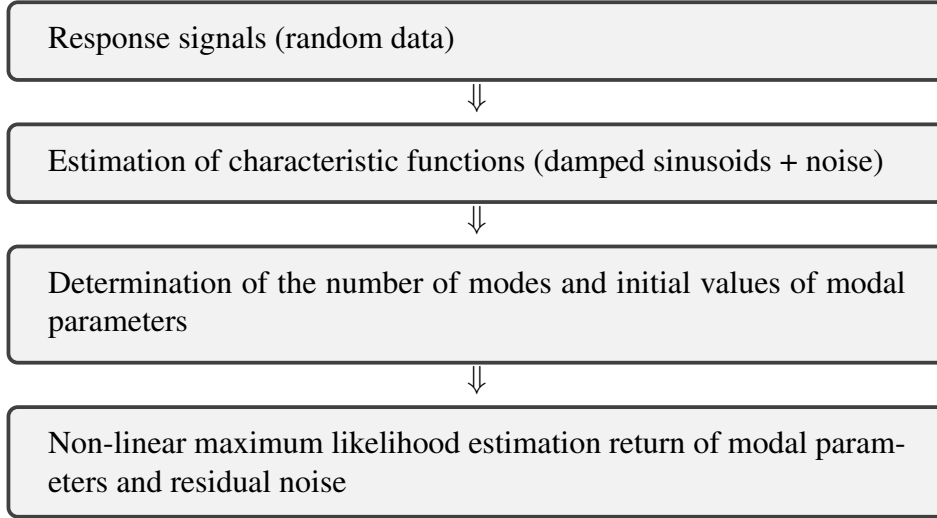 Response signals (random data)
⇓
Estimation of characteristic functions (damped sinusoids + noise)
⇓
Determination of the number of modes and initial values of modal
parameters
⇓
Non-linear maximum likelihood estimation return of modal param-
eters and residual noise